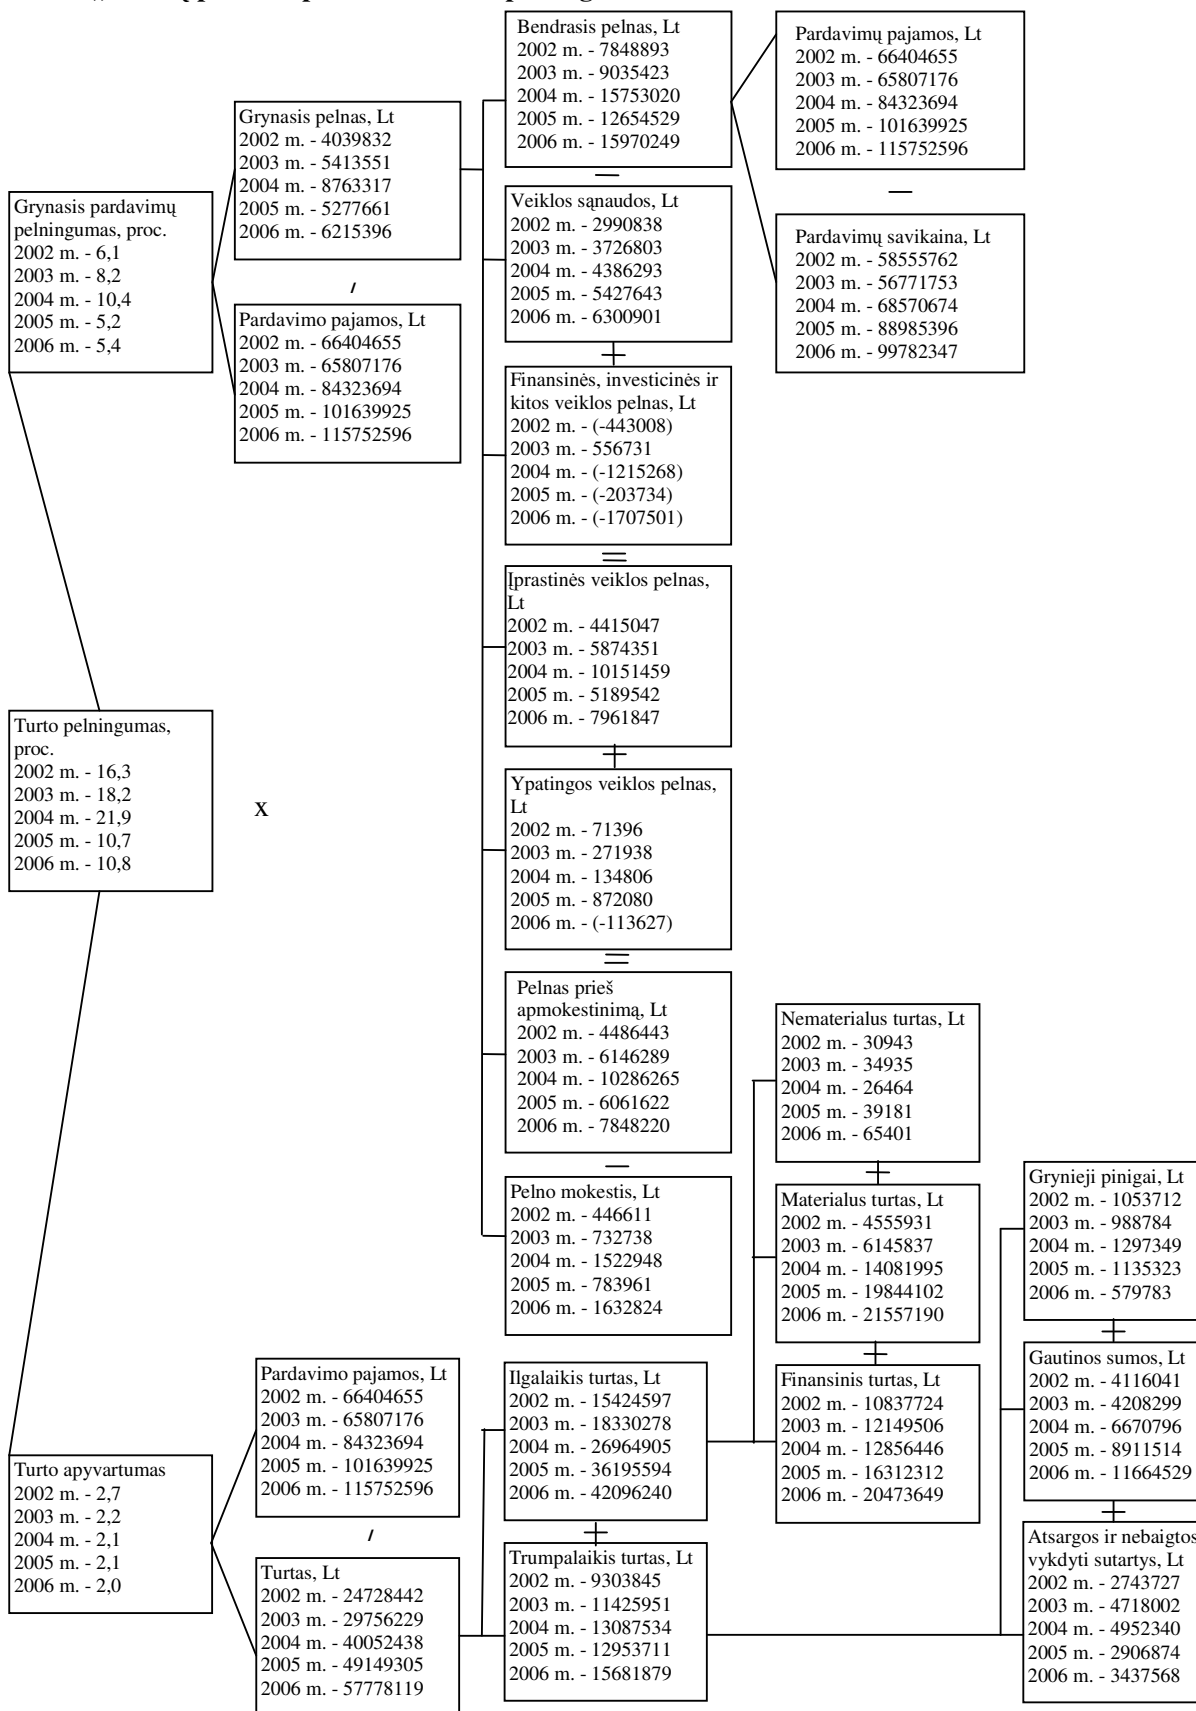 Bendrasis pelnas, Lt
2002 m. - 7848893
2003 m. - 9035423
2004 m. - 15753020
2005 m. - 12654529
2006 m. - 15970249
Pardavimų pajamos, Lt
2002 m. - 66404655
2003 m. - 65807176
2004 m. - 84323694
2005 m. - 101639925
2006 m. - 115752596
Grynasis pelnas, Lt
2002 m. - 4039832
2003 m. - 5413551
2004 m. - 8763317
2005 m. - 5277661
2006 m. - 6215396
–
–
Grynasis pardavimų
pelningumas, proc.
2002 m. - 6,1
2003 m. - 8,2
2004 m. - 10,4
2005 m. - 5,2
2006 m. - 5,4
Veiklos sąnaudos, Lt
2002 m. - 2990838
2003 m. - 3726803
2004 m. - 4386293
2005 m. - 5427643
2006 m. - 6300901
Pardavimų savikaina, Lt
2002 m. - 58555762
2003 m. - 56771753
2004 m. - 68570674
2005 m. - 88985396
2006 m. - 99782347
/
Pardavimo pajamos, Lt
2002 m. - 66404655
2003 m. - 65807176
2004 m. - 84323694
2005 m. - 101639925
2006 m. - 115752596
+
Finansinės, investicinės ir
kitos veiklos pelnas, Lt
2002 m. - (-443008)
2003 m. - 556731
2004 m. - (-1215268)
2005 m. - (-203734)
2006 m. - (-1707501)
=
Įprastinės veiklos pelnas,
Lt
2002 m. - 4415047
2003 m. - 5874351
2004 m. - 10151459
2005 m. - 5189542
2006 m. - 7961847
+
Turto pelningumas,
proc.
2002 m. - 16,3
2003 m. - 18,2
2004 m. - 21,9
2005 m. - 10,7
2006 m. - 10,8
x
Ypatingos veiklos pelnas,
Lt
2002 m. - 71396
2003 m. - 271938
2004 m. - 134806
2005 m. - 872080
2006 m. - (-113627)
=
Pelnas prieš
apmokestinimą, Lt
2002 m. - 4486443
2003 m. - 6146289
2004 m. - 10286265
2005 m. - 6061622
2006 m. - 7848220
–
Pelno mokestis, Lt
2002 m. - 446611
2003 m. - 732738
2004 m. - 1522948
2005 m. - 783961
2006 m. - 1632824
Nematerialus turtas, Lt
2002 m. - 30943
2003 m. - 34935
2004 m. - 26464
2005 m. - 39181
2006 m. - 65401
+
Materialus turtas, Lt
2002 m. - 4555931
2003 m. - 6145837
2004 m. - 14081995
2005 m. - 19844102
2006 m. - 21557190
+
Finansinis turtas, Lt
2002 m. - 10837724
2003 m. - 12149506
2004 m. - 12856446
2005 m. - 16312312
2006 m. - 20473649
Grynieji pinigai, Lt
2002 m. - 1053712
2003 m. - 988784
2004 m. - 1297349
2005 m. - 1135323
2006 m. - 579783
+
Gautinos sumos, Lt
2002 m. - 4116041
2003 m. - 4208299
2004 m. - 6670796
2005 m. - 8911514
2006 m. - 11664529
+
Atsargos ir nebaigtos
vykdyti sutartys, Lt
2002 m. - 2743727
2003 m. - 4718002
2004 m. - 4952340
2005 m. - 2906874
2006 m. - 3437568
Turto apyvartumas
2002 m. - 2,7
2003 m. - 2,2
2004 m. - 2,1
2005 m. - 2,1
2006 m. - 2,0
Pardavimo pajamos, Lt
2002 m. - 66404655
2003 m. - 65807176
2004 m. - 84323694
2005 m. - 101639925
2006 m. - 115752596
/
Turtas, Lt
2002 m. - 24728442
2003 m. - 29756229
2004 m. - 40052438
2005 m. - 49149305
2006 m. - 57778119
Ilgalaikis turtas, Lt
2002 m. - 15424597
2003 m. - 18330278
2004 m. - 26964905
2005 m. - 36195594
2006 m. - 42096240
+
Trumpalaikis turtas, Lt
2002 m. - 9303845
2003 m. - 11425951
2004 m. - 13087534
2005 m. - 12953711
2006 m. - 15681879